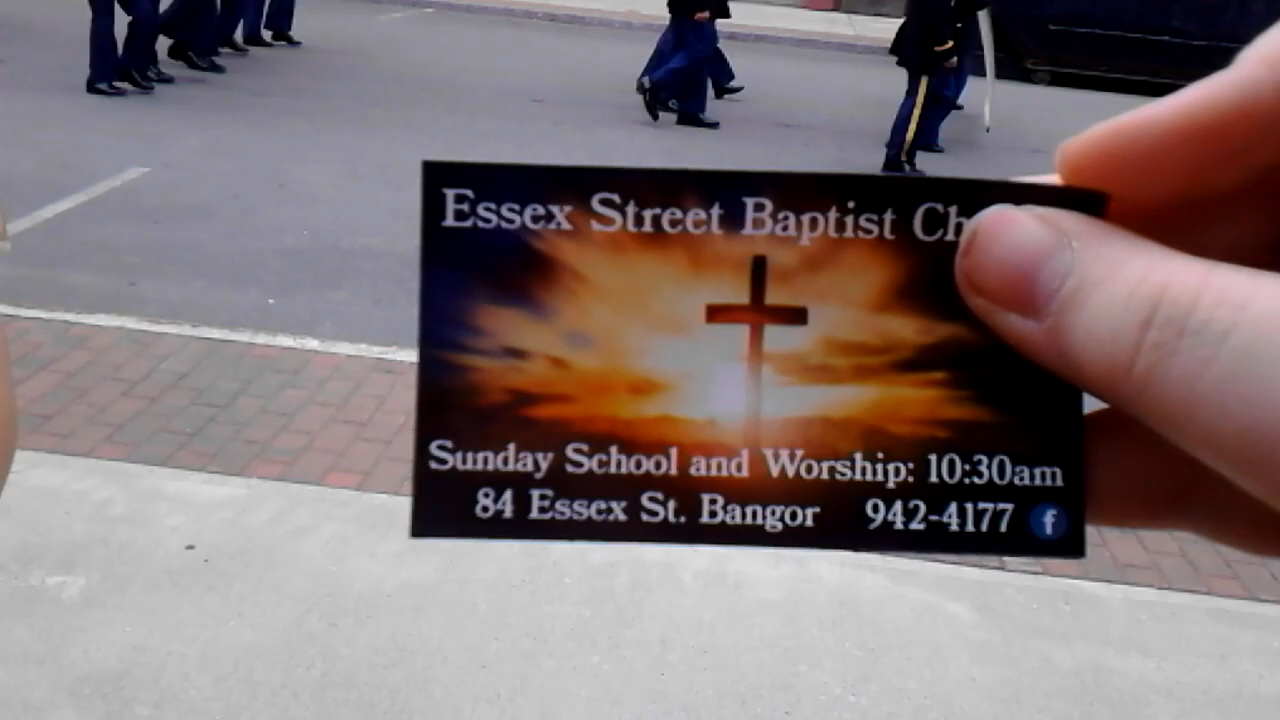 Essex Street Baptist Ch
Sunday School and Worship: 10:30am
84 Essex St. Bangor 942-4177 f